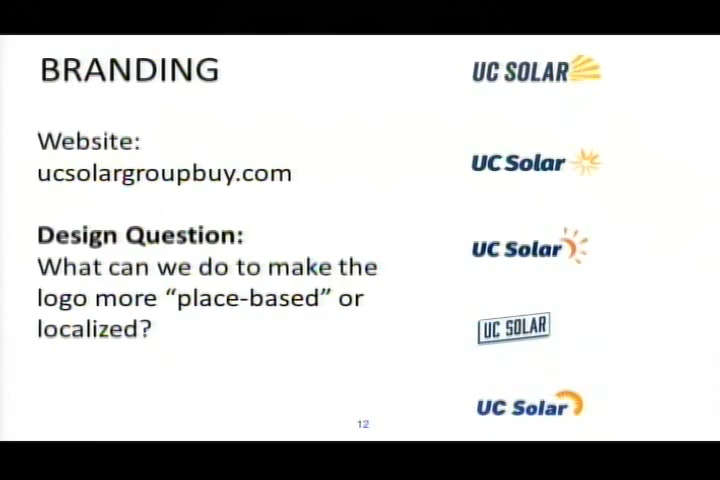 BRANDING
Website:
ucsolargroupbuy.com
Design Question:
What can we do to make the
logo more “place-based” or
localized?
UC SOLAR
UC Solar
UC Solar
UC SOLAR
UC Solar
12